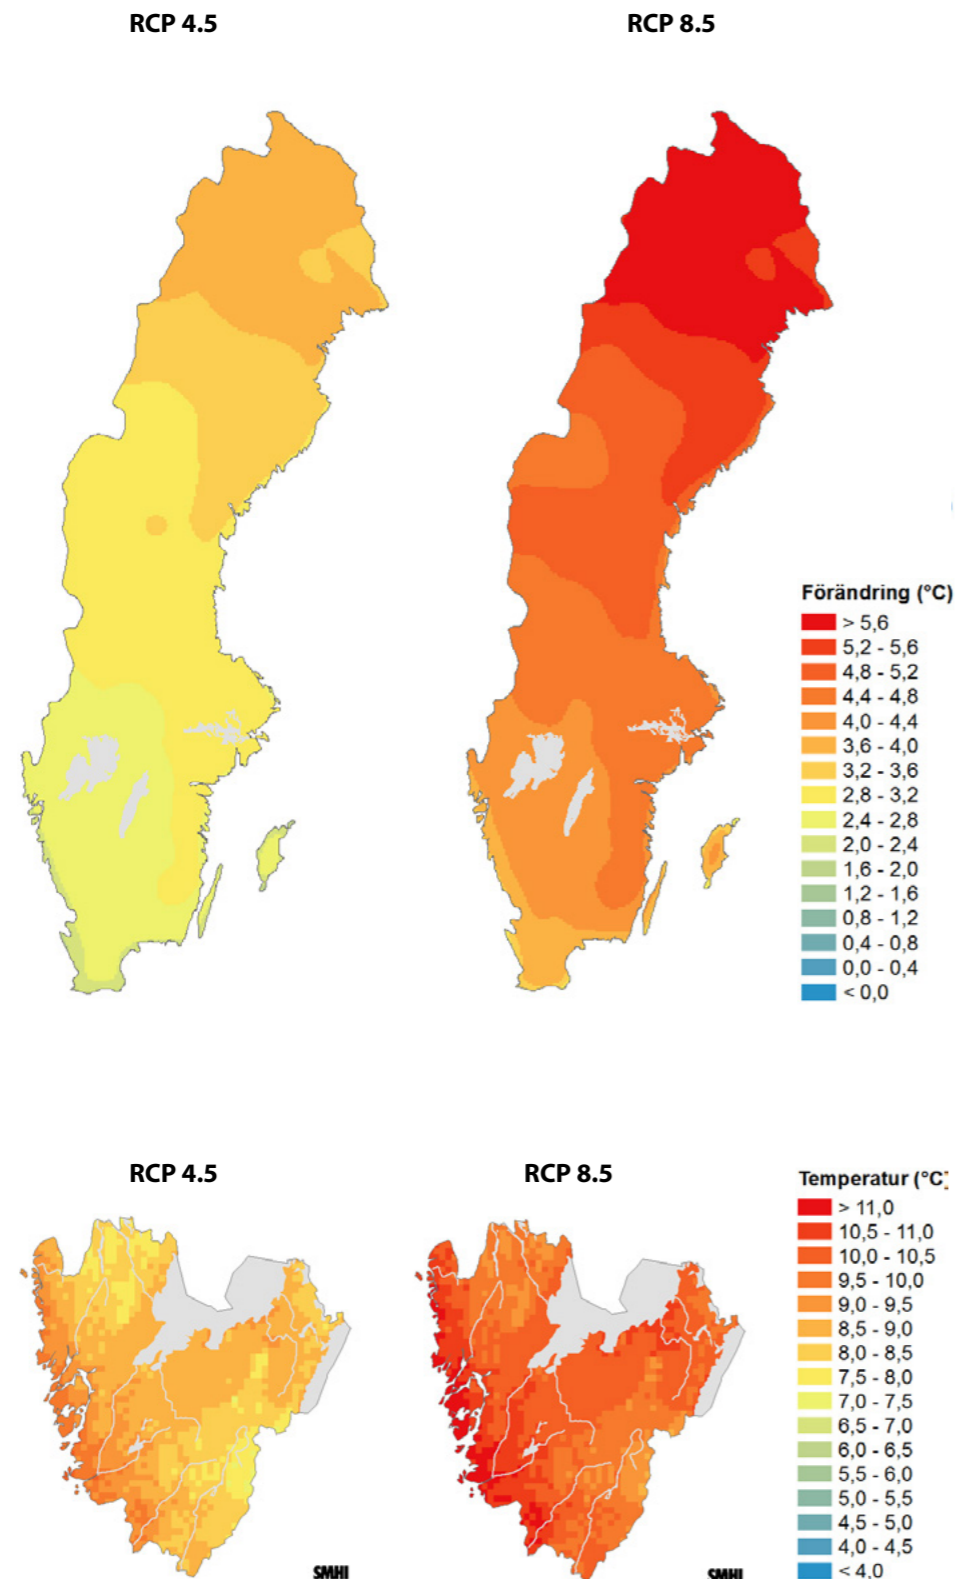 RCP 4.5
RCP 8.5
Förändring (°C)
> 5,6
5,2 - 5,6
4,8 - 5,2
4,4 - 4,8
4,0 - 4,4
3,6 - 4,0
3,2 - 3,6
2,8 - 3,2
2,4 - 2,8
2,0 - 2,4
1,6 - 2,0
1,2 - 1,6
0,8 - 1,2
0,4 - 0,8
0,0 - 0,4
< 0,0
RCP 4.5
RCP 8.5
Temperatur (°C)
> 11,0
10,5 - 11,0
10,0 - 10,5
9,5 - 10,0
9,0 - 9,5
8,5 - 9,0
8,0 - 8,5
7,5 - 8,0
7,0 - 7,5
6,5 - 7,0
6,0 - 6,5
5,5 - 6,0
5,0 - 5,5
4,5 - 5,0
4,0 - 4,5
< 4,0
SMHI
SMHI